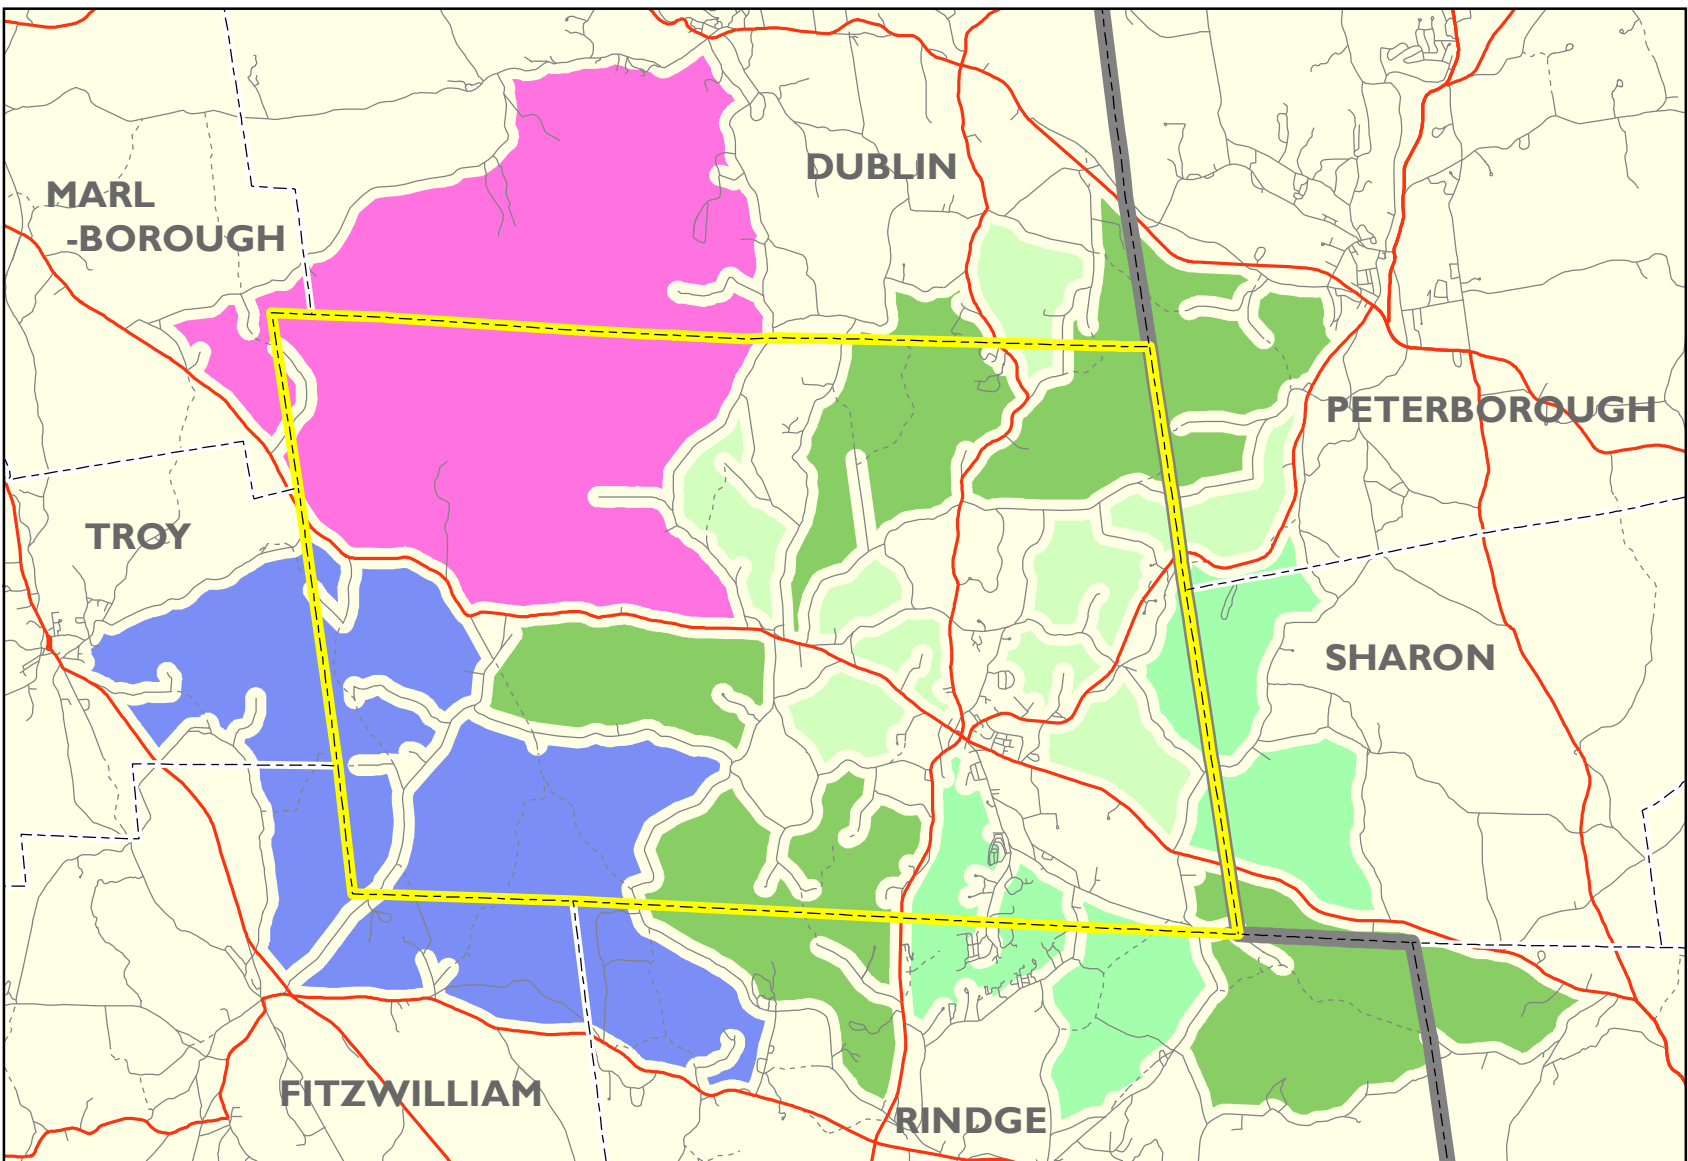 DUBLIN
MARL
-BOROUGH
PETERBOROUGH
TROY
SHARON
FITZWILLIAM
RINDGE